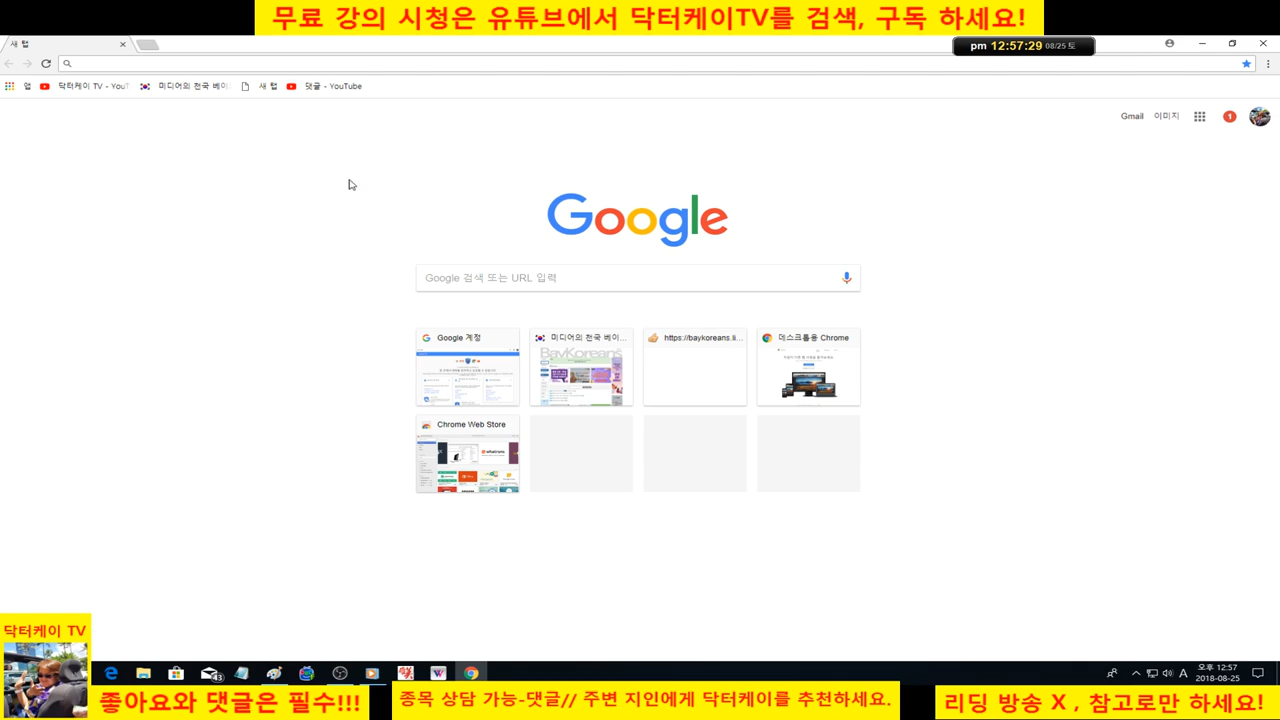 무료 강의 시청은 유튜브에서 닥터케이TV를 검색, 구독 하세요!
새 탭
pm 12:57:29 08/25 토
앱
닥터케이 TV - YouT
미디어의 천국 베이
새 탭
댓글 - YouTube
Gmail
이미지
1
Google
Google 검색 또는 URL 입력
Google 계정
미디어의 천국 베이...
https://baykoreans.li...
데스크톱용 Chrome
BayKoreans
Chrome Web Store
닥터케이 TV
43
A
오후 12:57
2018-08-25
좋아요와 댓글은 필수!!!
종목 상담 가능-댓글// 주변 지인에게 닥터케이를 추천하세요.
리딩 방송 X , 참고로만 하세요!